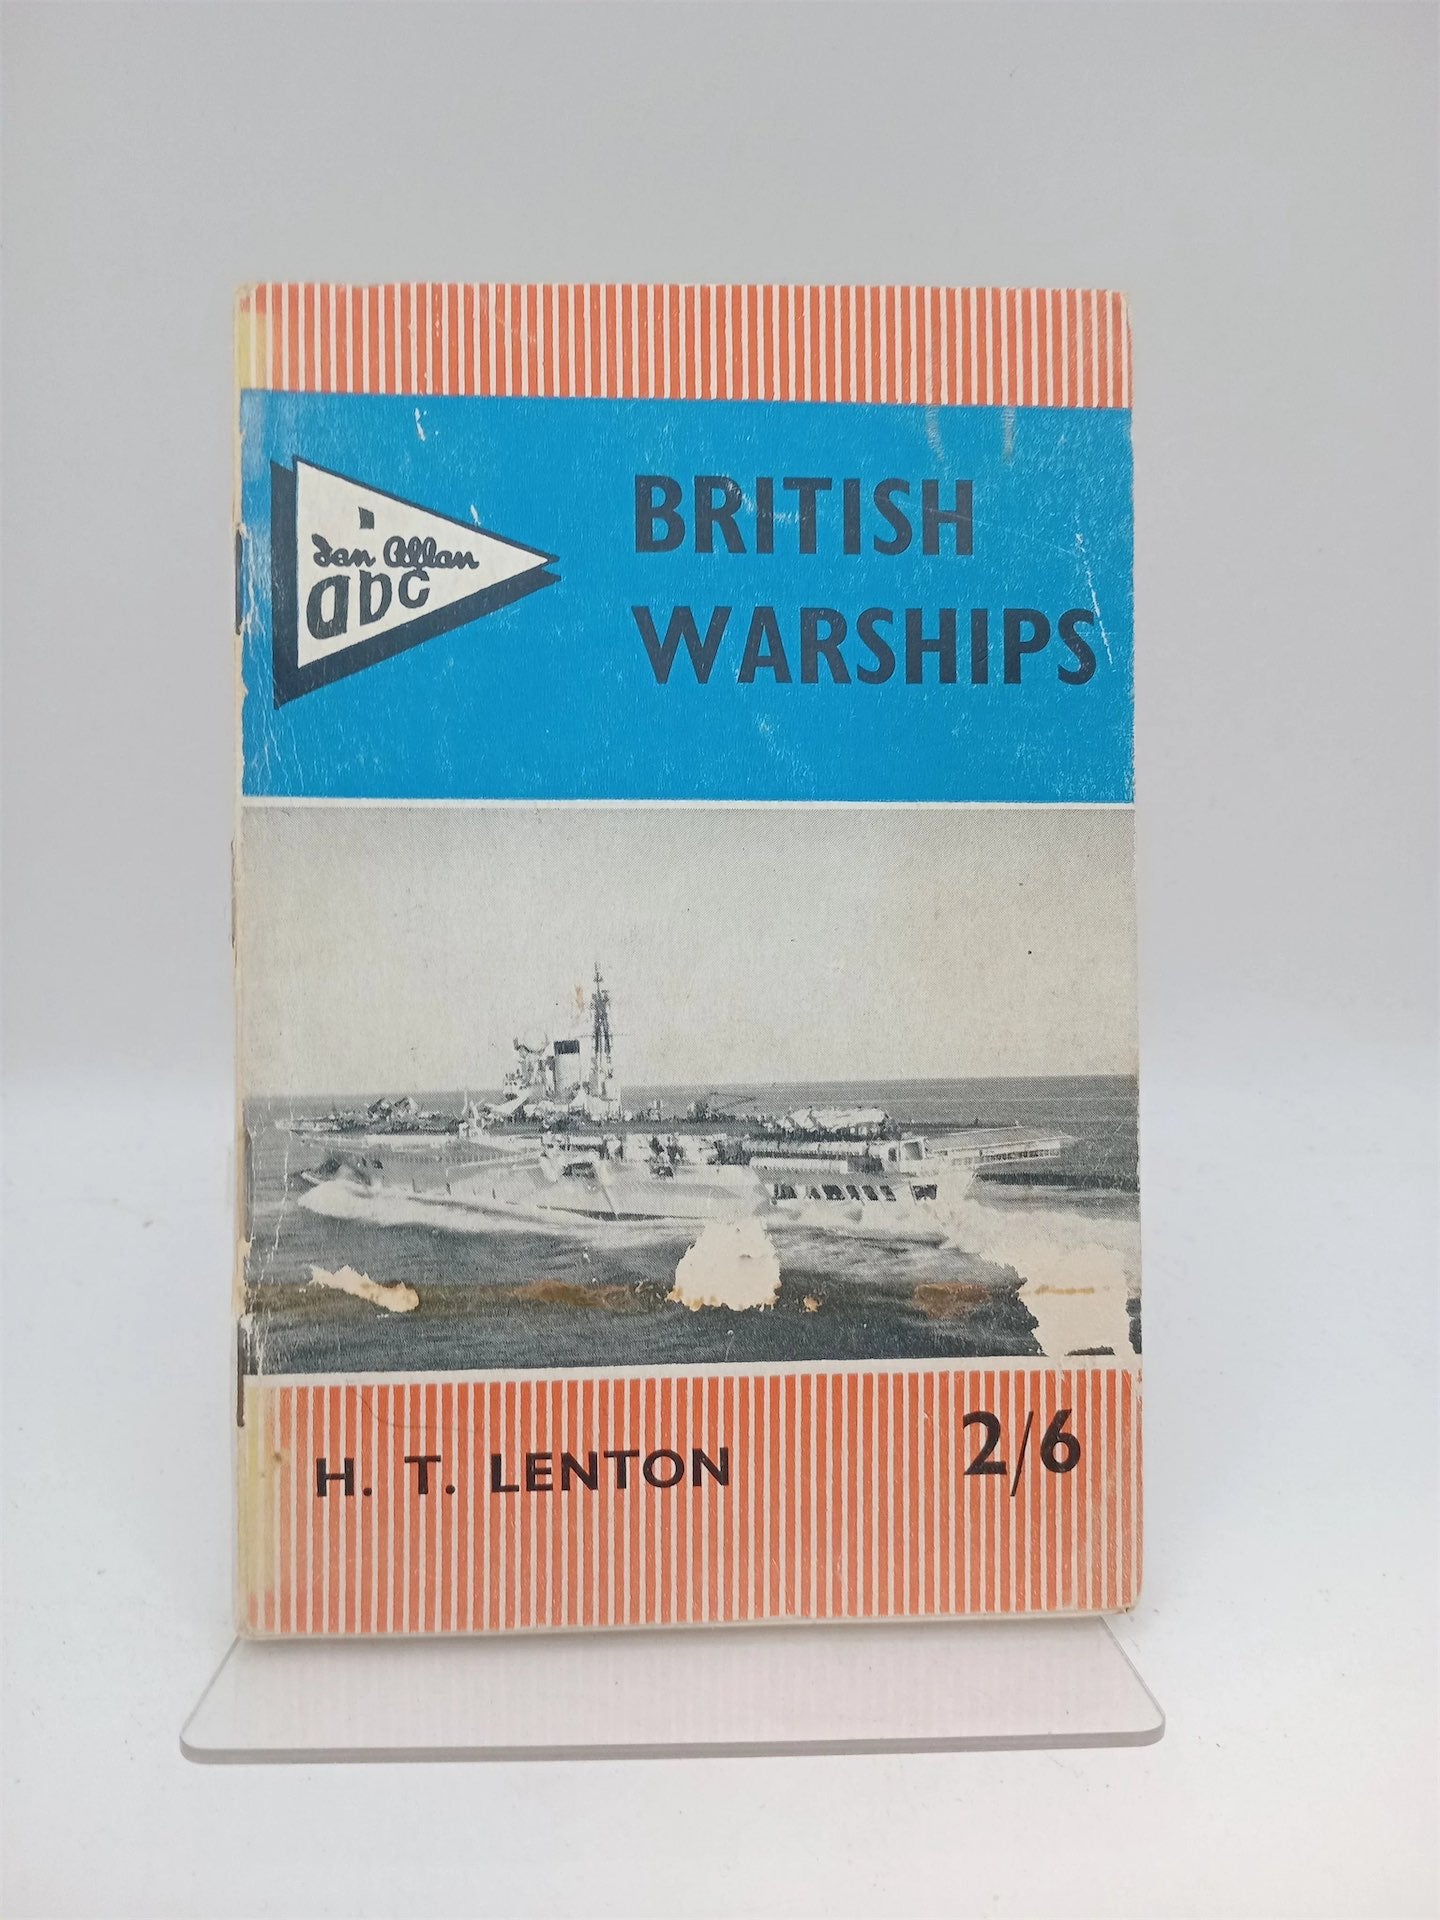 Ian Allan
abc
BRITISH
WARSHIPS
H. T. LENTON
2/6